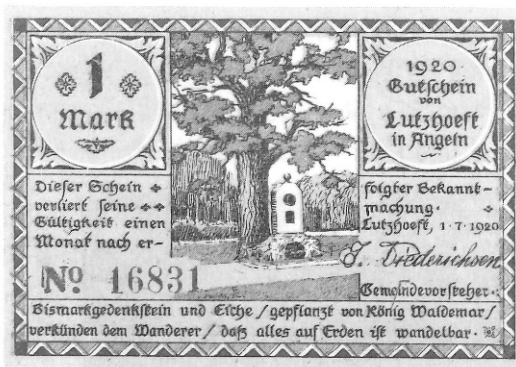 1
Mark
1920
Gutschein
von
Lutzhoeft
in Angeln
Dieser Schein
verliert seine
Gültigkeit einen
Monat nach er-
folgter Bekannt-
machung.
Lutzhoeft, 1.7.1920
J. Diederichsen
Gemeindevorsteher.
No 16831
Bismarkgedenkstein und Eiche / gepflanzt von König Waldemar /
verkünden dem Wanderer / daß alles auf Erden ist wandelbar.